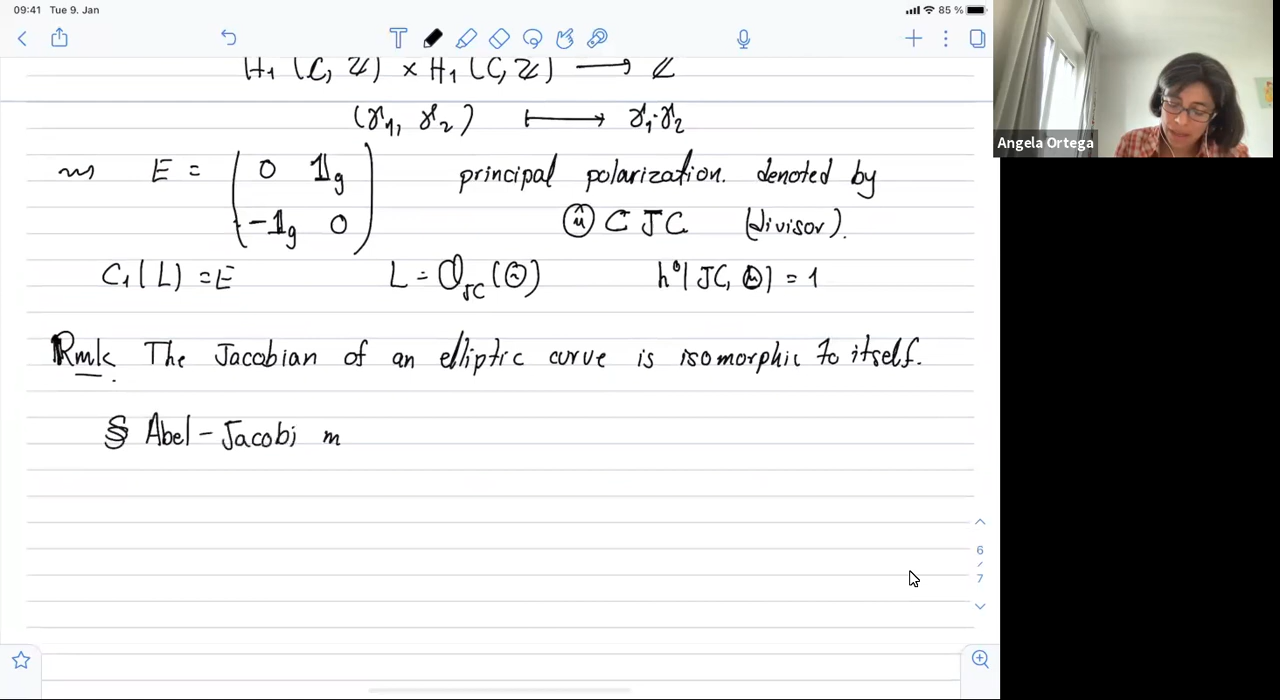 09:41 Tue 9. Jan 85 %
H₁ (C, ℤ) × H₁ (C, ℤ) ⟶ ℤ
(γ₁, γ₂) ⟼ γ₁·γ₂
⇝ E = ( 0 𝟙g ; -𝟙g 0 ) principal polarization. denoted by
Θ ⊂ JC (divisor).
C₁(L) = E L = 𝒪_JC(Θ) h⁰(JC, Θ) = 1
Rmk. The Jacobian of an elliptic curve is isomorphic to itself.
§ Abel-Jacobi m
6
/
7
Angela Ortega